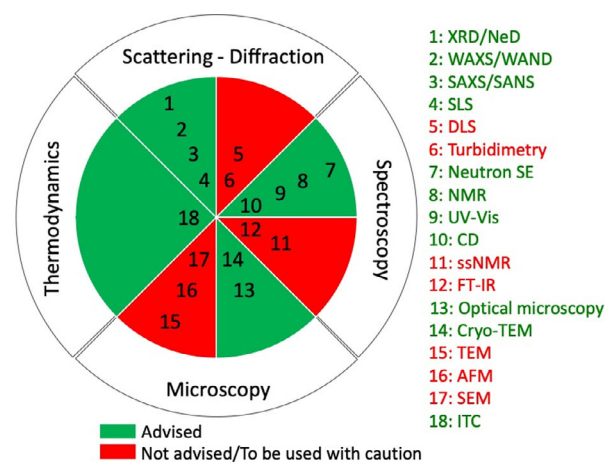 Scattering - Diffraction
Thermodynamics
Spectroscopy
Microscopy
1
2
3
4
5
6
7
8
9
10
18
12
11
17
14
16
13
15
1: XRD/NeD
2: WAXS/WAND
3: SAXS/SANS
4: SLS
5: DLS
6: Turbidimetry
7: Neutron SE
8: NMR
9: UV-Vis
10: CD
11: ssNMR
12: FT-IR
13: Optical microscopy
14: Cryo-TEM
15: TEM
16: AFM
17: SEM
18: ITC
Advised
Not advised/To be used with caution